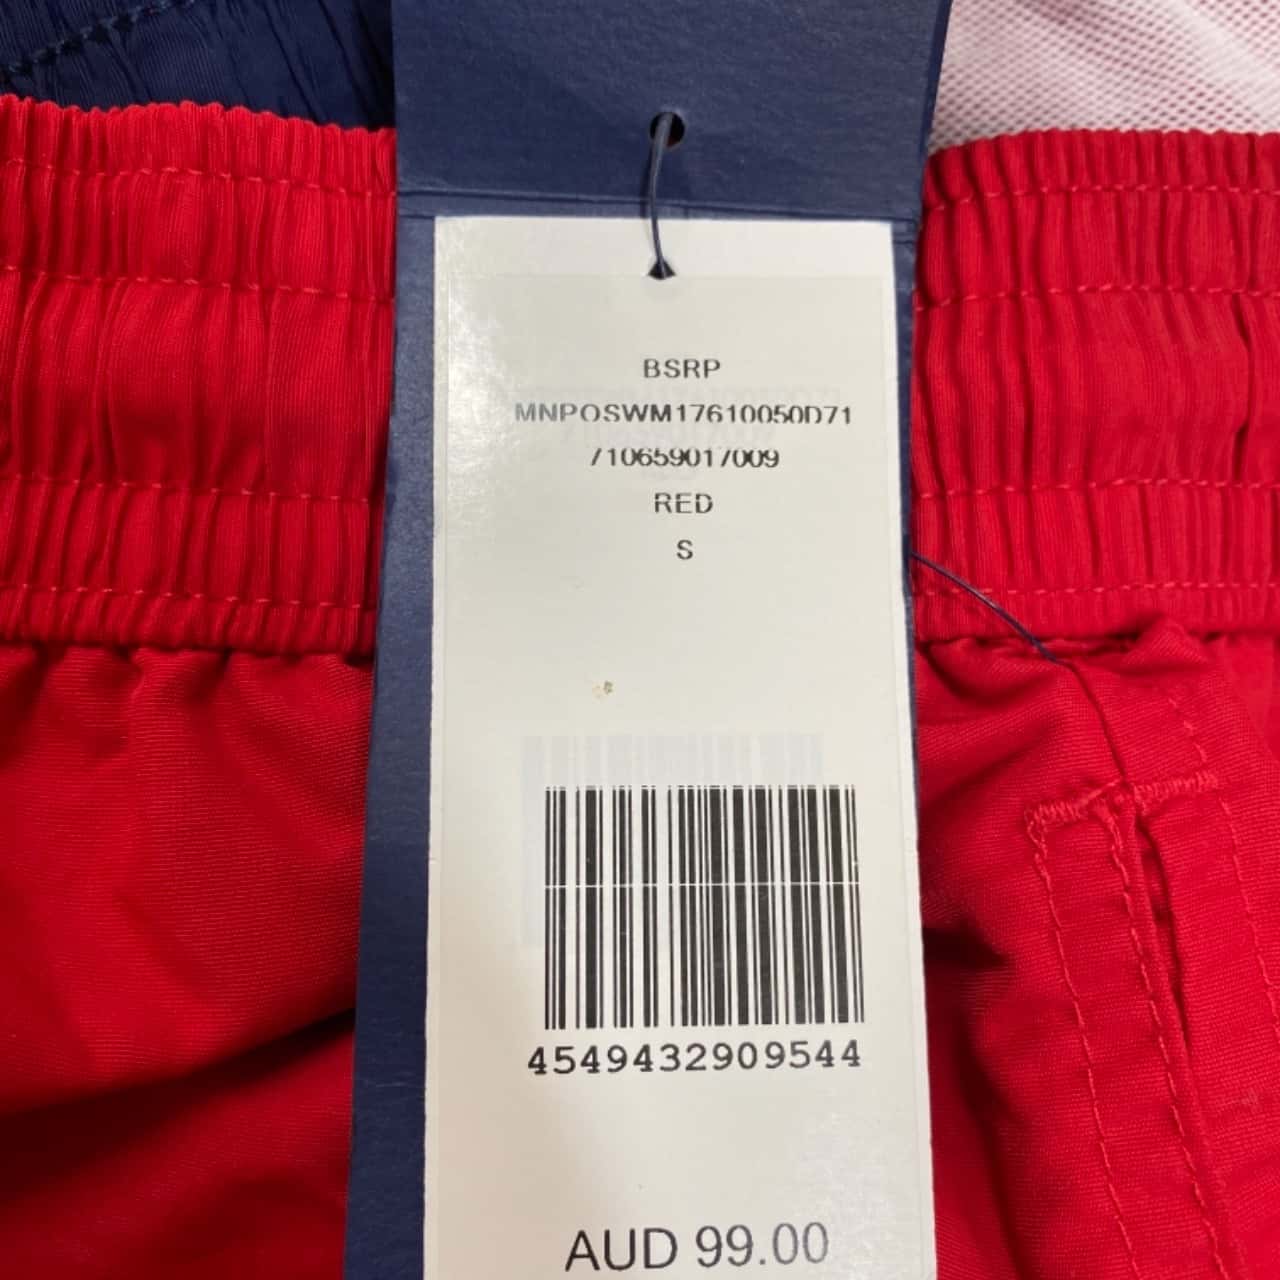 BSRP
MNPOSWM17610050D71
710659017009
RED
S
4549432909544
AUD 99.00